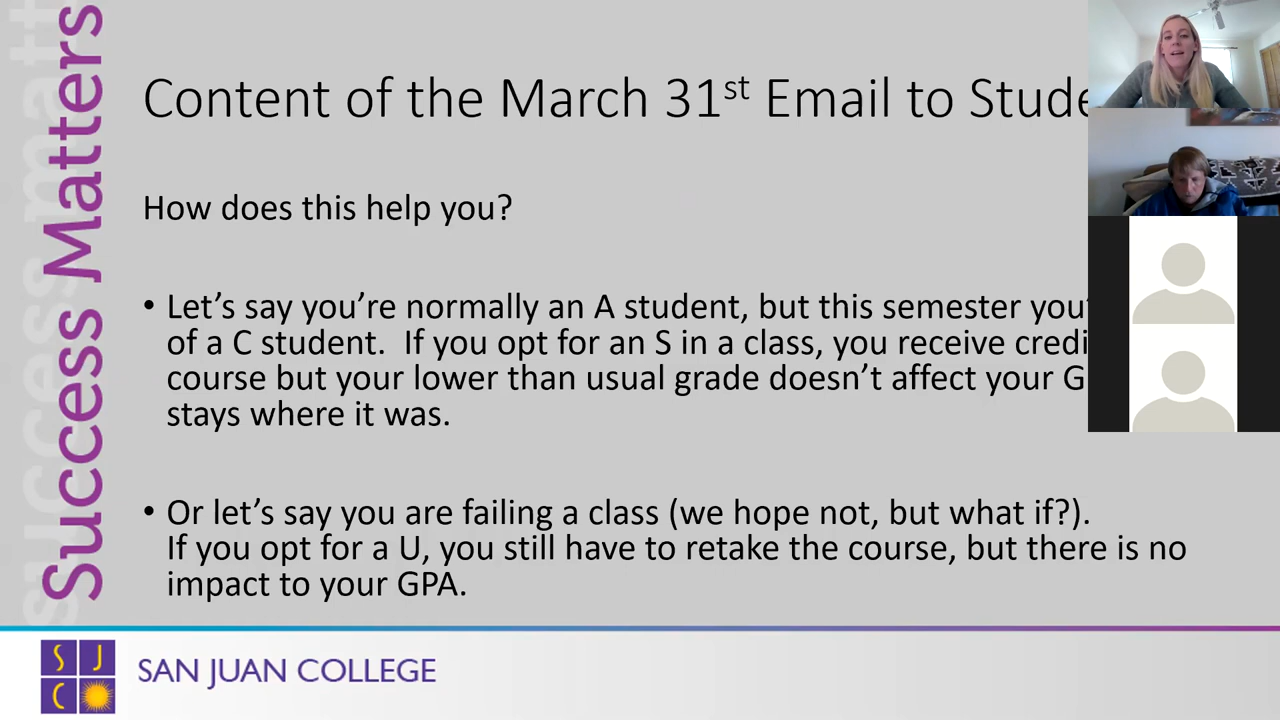 Success Matters
success matt
Content of the March 31st Email to Stude
How does this help you?
• Let’s say you’re normally an A student, but this semester you’
of a C student. If you opt for an S in a class, you receive credi
course but your lower than usual grade doesn’t affect your G
stays where it was.
• Or let’s say you are failing a class (we hope not, but what if?).
If you opt for a U, you still have to retake the course, but there is no
impact to your GPA.
SJC
SAN JUAN COLLEGE